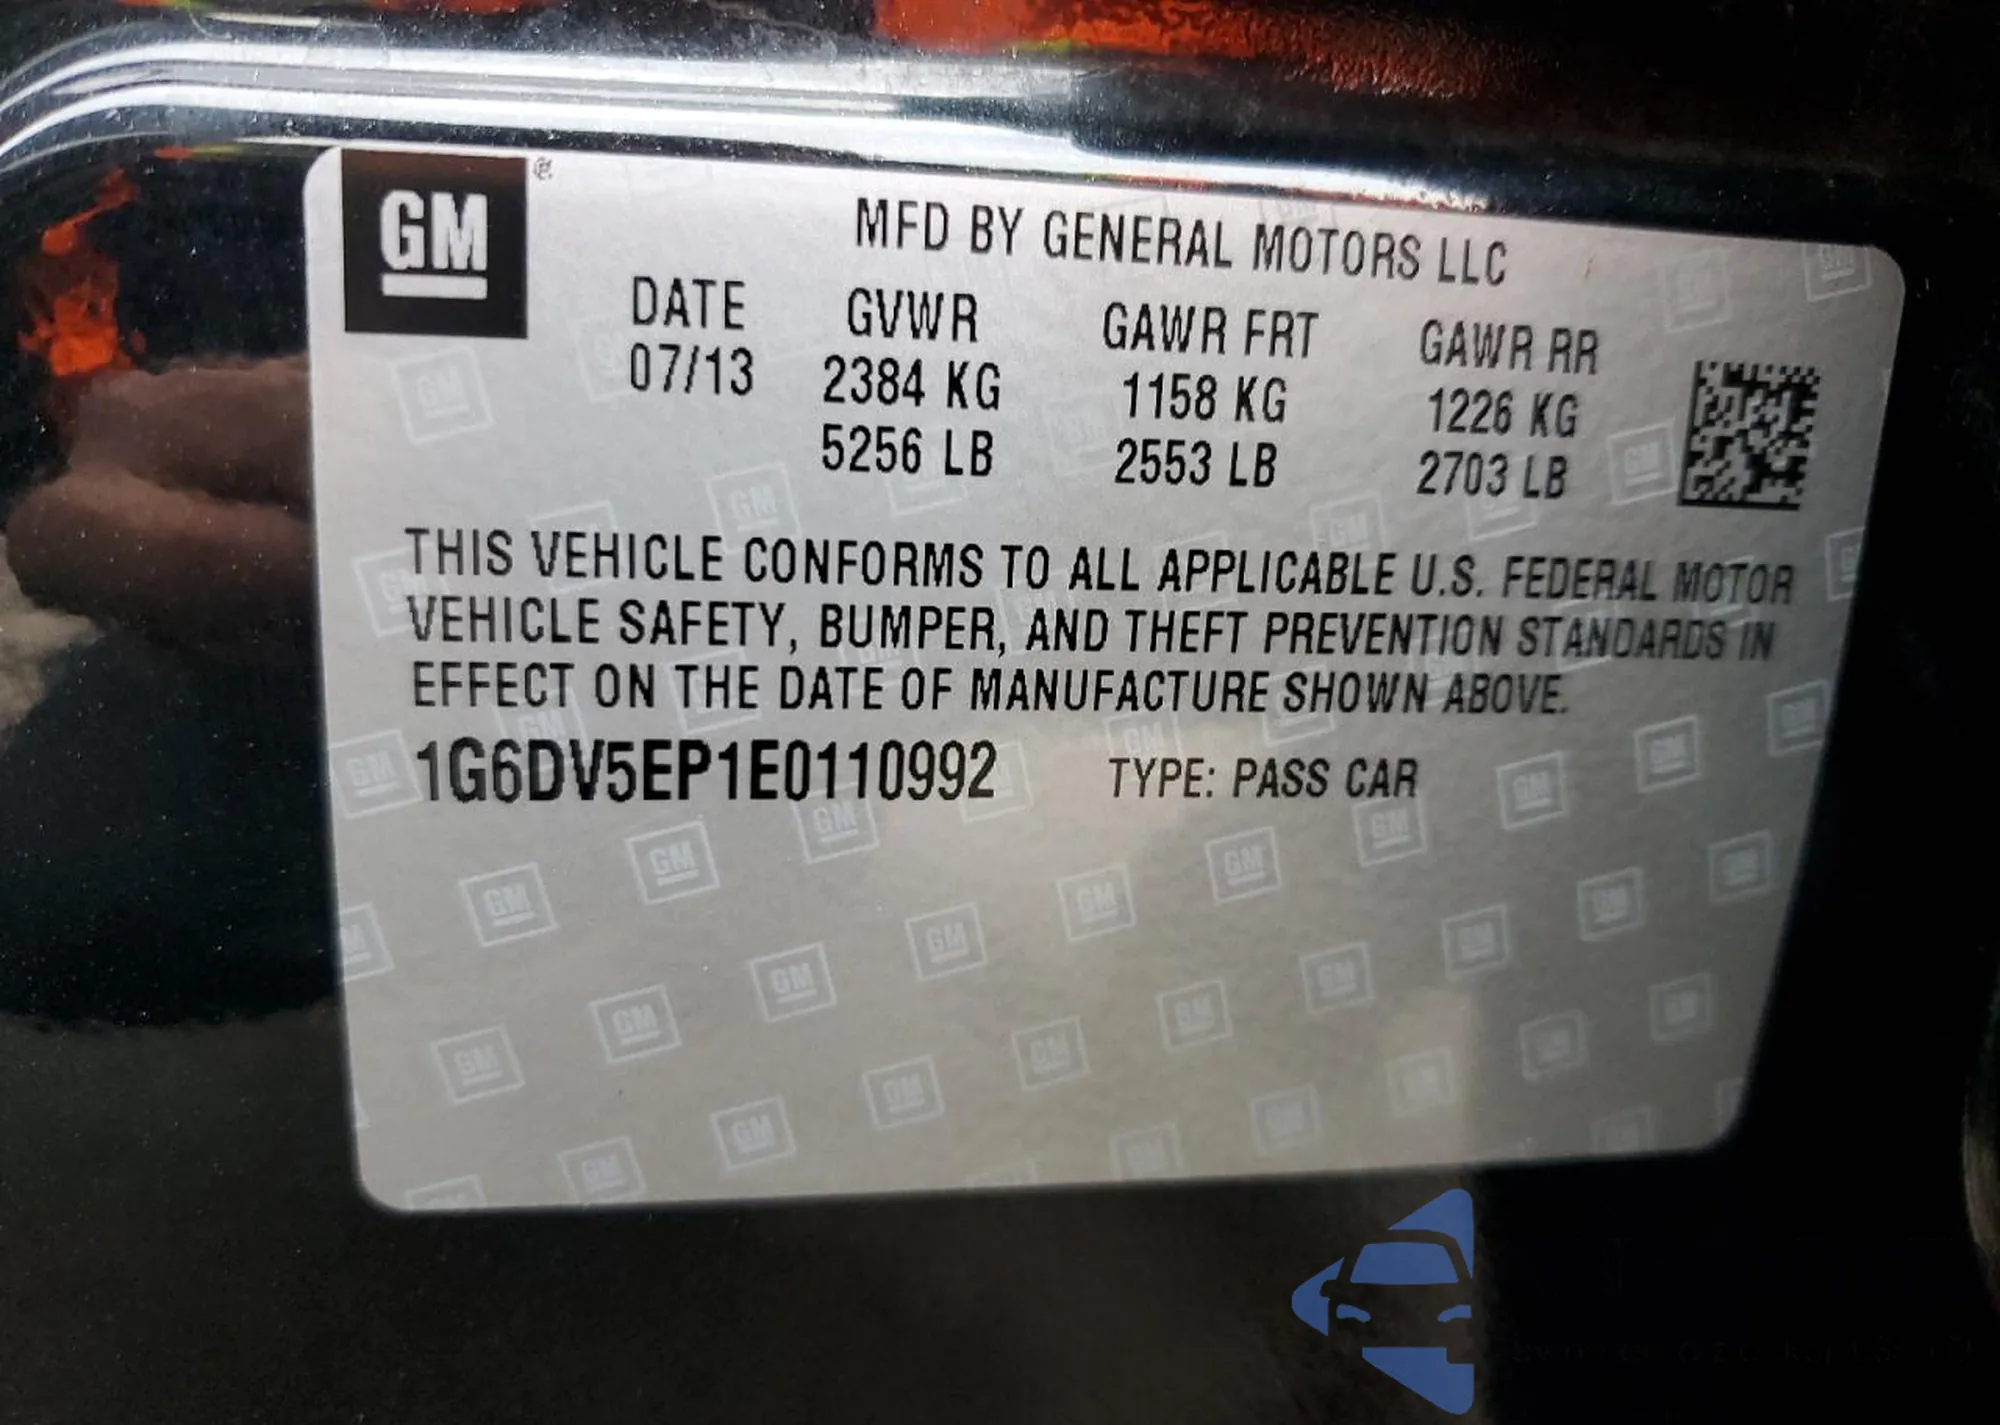 GM
MFD BY GENERAL MOTORS LLC
DATE GVWR GAWR FRT GAWR RR
07/13 2384 KG 1158 KG 1226 KG
5256 LB 2553 LB 2703 LB
THIS VEHICLE CONFORMS TO ALL APPLICABLE U.S. FEDERAL MOTOR
VEHICLE SAFETY, BUMPER, AND THEFT PREVENTION STANDARDS IN
EFFECT ON THE DATE OF MANUFACTURE SHOWN ABOVE.
1G6DV5EP1E0110992 TYPE: PASS CAR